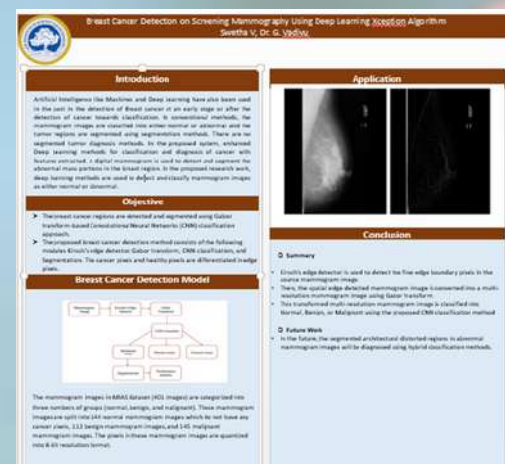 Breast Cancer Detection on Screening Mammography Using Deep Learning Xception Algorithm
Swetha V, Dr. G. Vadivu
Introduction
Artificial Intelligence like Machines and Deep Learning have also been used
in the past in the detection of Breast cancer at an early stage or after the
detection of cancer towards classification. In conventional methods, the
mammogram images are classified into either normal or abnormal and no
tumor regions are segmented using segmentation methods. There are no
segmented tumor diagnosis methods. In the proposed system, enhanced
Deep Learning methods for classification and diagnosis of cancer with
features extracted. A digital mammogram is used to detect and segment the
abnormal mass portions in the breast region. In the proposed research work,
deep learning methods are used to detect and classify mammogram images
as either normal or abnormal.
Objective
➤ The breast cancer regions are detected and segmented using Gabor
transform-based Convolutional Neural Networks (CNN) classification
approach.
➤ The proposed breast cancer detection method consists of the following
modules Kirsch's edge detector, Gabor transform, CNN classification, and
Segmentation. The cancer pixels and healthy pixels are differentiated in edge
pixels.
Breast Cancer Detection Model
The mammogram images in MIAS dataset (401 images) are categorized into
three numbers of groups (normal, benign, and malignant). These mammogram
images are split into 144 normal mammogram images which do not have any
cancer pixels, 112 benign mammogram images, and 145 malignant
mammogram images. The pixels in these mammogram images are quantized
into 8-bit resolution format.
Application
Conclusion
Summary
• Kirsch's edge detector is used to detect the fine edge boundary pixels in the
source mammogram image.
• Then, the spatial edge detected mammogram image is converted into a multi-
resolution mammogram image using Gabor transform.
• This transformed multi-resolution mammogram image is classified into
Normal, Benign, or Malignant using the proposed CNN classification method
Future Work
• In the future, the segmented architectural distorted regions in abnormal
mammogram images will be diagnosed using hybrid classification methods.